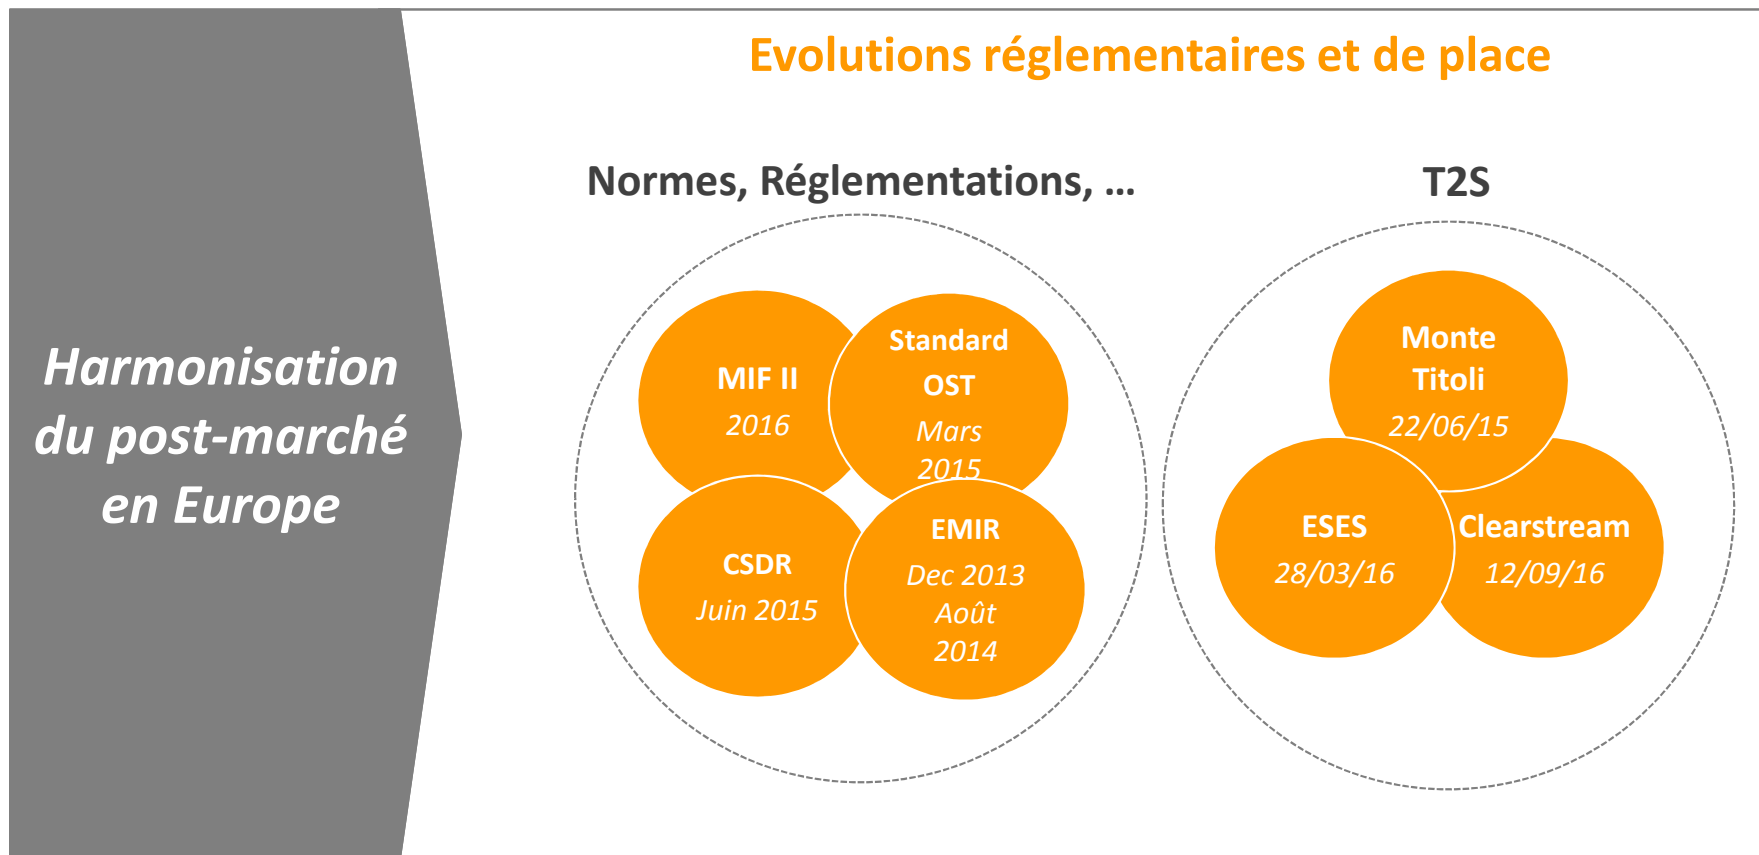 Evolutions réglementaires et de place
Harmonisation
du post-marché
en Europe
Normes, Réglementations, ...
MIF II
2016
Standard
OST
Mars
2015
CSDR
Juin 2015
EMIR
Dec 2013
Août
2014
T2S
Monte
Titoli
22/06/15
ESES
28/03/16
Clearstream
12/09/16